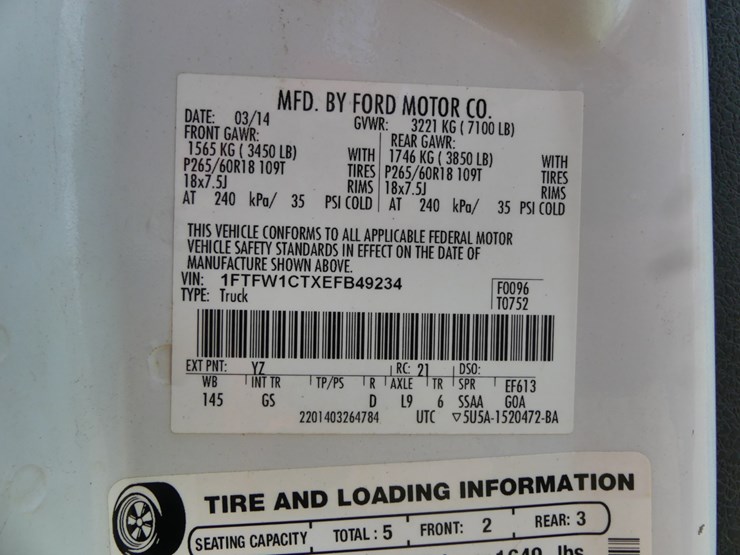 MFD. BY FORD MOTOR CO.
DATE: 03/14 GVWR: 3221 KG ( 7100 LB)
FRONT GAWR: REAR GAWR:
1565 KG ( 3450 LB) WITH 1746 KG ( 3850 LB) WITH
P265/60R18 109T TIRES P265/60R18 109T TIRES
18x7.5J RIMS 18x7.5J RIMS
AT 240 kPa/ 35 PSI COLD AT 240 kPa/ 35 PSI COLD
THIS VEHICLE CONFORMS TO ALL APPLICABLE FEDERAL MOTOR
VEHICLE SAFETY STANDARDS IN EFFECT ON THE DATE OF
MANUFACTURE SHOWN ABOVE.
VIN: 1FTFW1CTXEFB49234 F0096
TYPE: Truck T0752
EXT PNT: YZ RC: 21 DSO:
WB INT TR TP/PS R AXLE TR SPR EF613
145 GS D L9 6 SSAA GOA
2201403264784 UTC ▽5U5A-1520472-BA
TIRE AND LOADING INFORMATION
SEATING CAPACITY TOTAL : 5 FRONT: 2 REAR: 3